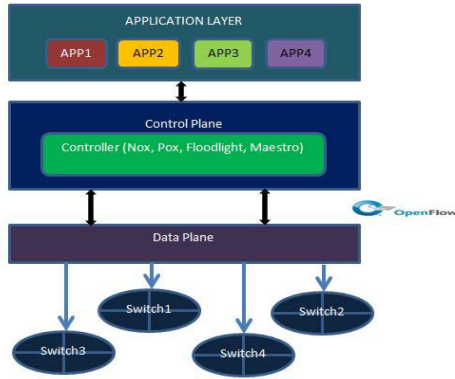 APPLICATION LAYER
APP1 APP2 APP3 APP4
Control Plane
Controller (Nox, Pox, Floodlight, Maestro)
OpenFlow
Data Plane
Switch1
Switch2
Switch3
Switch4